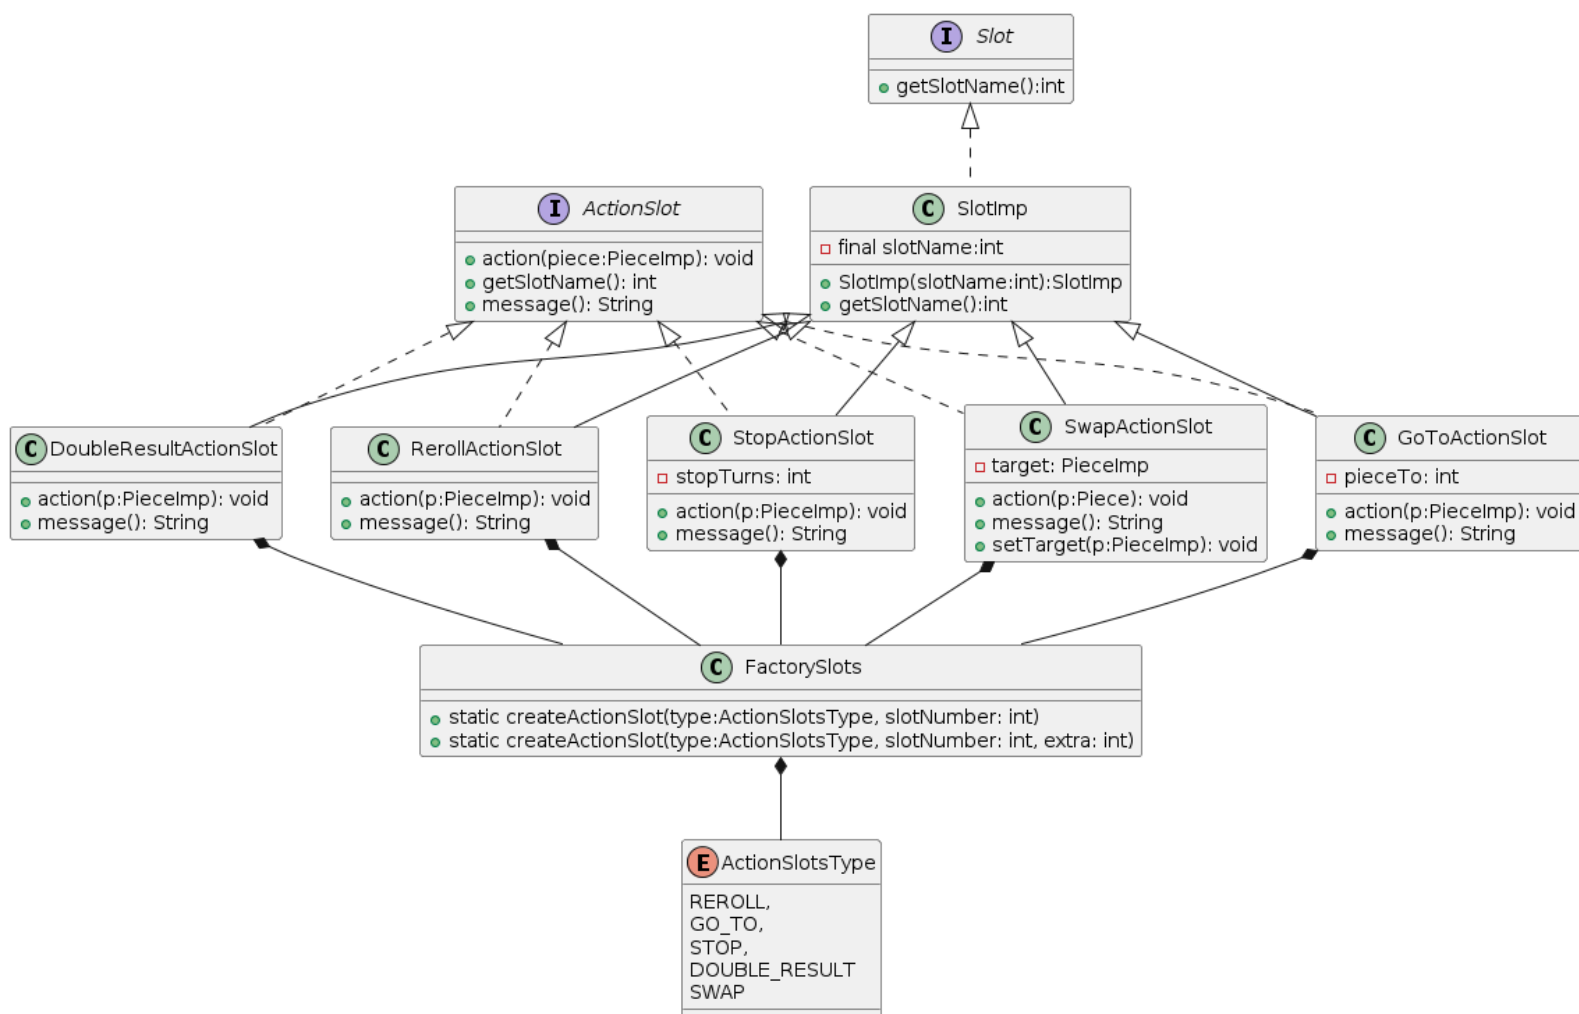 I Slot
getSlotName():int
I ActionSlot
action(piece:PieceImp): void
getSlotName(): int
message(): String
C SlotImp
final slotName:int
SlotImp(slotName:int):SlotImp
getSlotName():int
C DoubleResultActionSlot
action(p:PieceImp): void
message(): String
C RerollActionSlot
action(p:PieceImp): void
message(): String
C StopActionSlot
stopTurns: int
action(p:PieceImp): void
message(): String
C SwapActionSlot
target: PieceImp
action(p:Piece): void
message(): String
setTarget(p:PieceImp): void
C GoToActionSlot
pieceTo: int
action(p:PieceImp): void
message(): String
C FactorySlots
static createActionSlot(type:ActionSlotsType, slotNumber: int)
static createActionSlot(type:ActionSlotsType, slotNumber: int, extra: int)
E ActionSlotsType
REROLL,
GO_TO,
STOP,
DOUBLE_RESULT
SWAP